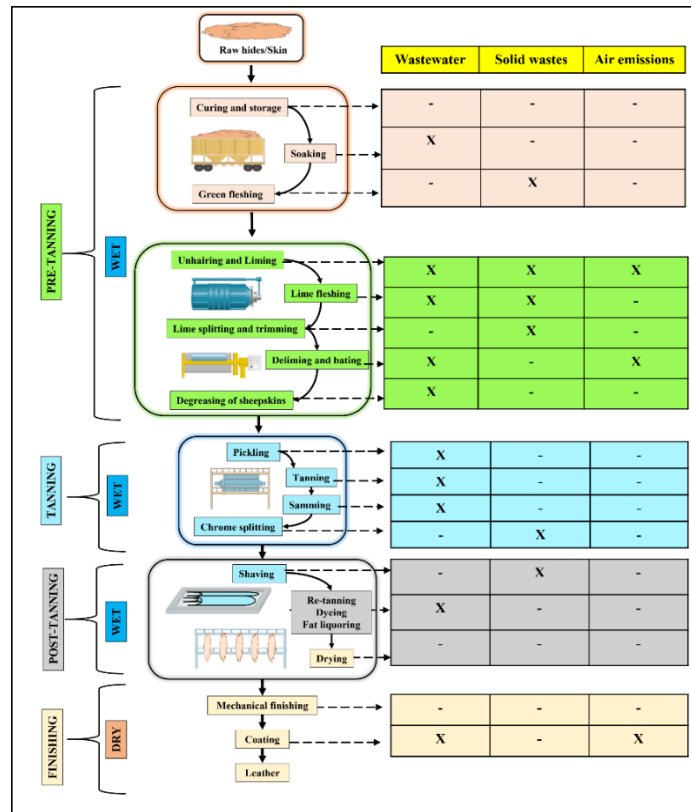 Raw hides/Skin
Wastewater Solid wastes Air emissions
PRE-TANNING
WET
Curing and storage - - -
Soaking X - -
Green fleshing - X -
Unhairing and Liming X X X
Lime fleshing X X -
Lime splitting and trimming - X -
Deliming and bating X - X
Degreasing of sheepskins X - -
TANNING
WET
Pickling X - -
Tanning X - -
Samming X - -
Chrome splitting - X -
POST-TANNING
WET
Shaving - X -
Re-tanning
Dyeing X - -
Fat liquoring
Drying - - -
FINISHING
DRY
Mechanical finishing - - -
Coating X - X
Leather